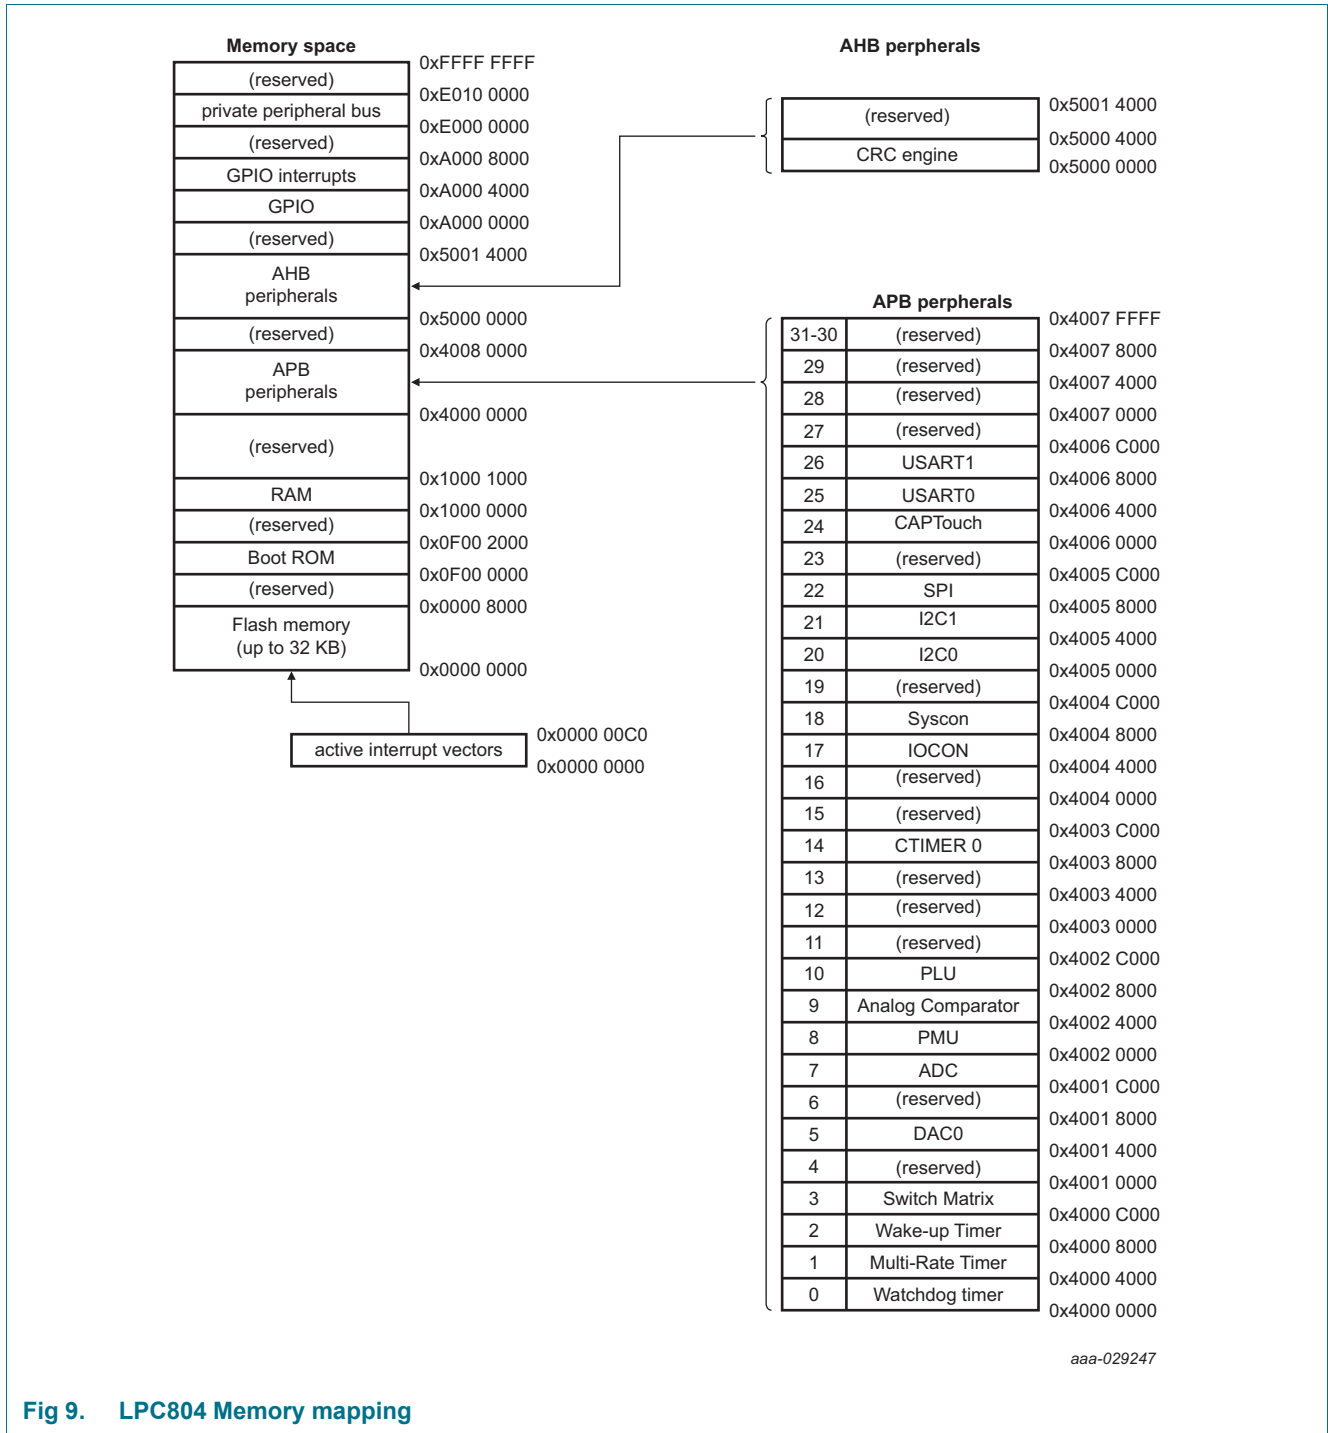 Memory space
0xFFFF FFFF
(reserved)
0xE010 0000
private peripheral bus
0xE000 0000
(reserved)
0xA000 8000
GPIO interrupts
0xA000 4000
GPIO
0xA000 0000
(reserved)
0x5001 4000
AHB
peripherals
0x5000 0000
(reserved)
0x4008 0000
APB
peripherals
0x4000 0000
(reserved)
0x1000 1000
RAM
0x1000 0000
(reserved)
0x0F00 2000
Boot ROM
0x0F00 0000
(reserved)
0x0000 8000
Flash memory
(up to 32 KB)
0x0000 0000
active interrupt vectors
0x0000 00C0
0x0000 0000
AHB perpherals
0x5001 4000
(reserved)
0x5000 4000
CRC engine
0x5000 0000
APB perpherals
0x4007 FFFF
31-30 (reserved)
0x4007 8000
29 (reserved)
0x4007 4000
28 (reserved)
0x4007 0000
27 (reserved)
0x4006 C000
26 USART1
0x4006 8000
25 USART0
0x4006 4000
24 CAPTouch
0x4006 0000
23 (reserved)
0x4005 C000
22 SPI
0x4005 8000
21 I2C1
0x4005 4000
20 I2C0
0x4005 0000
19 (reserved)
0x4004 C000
18 Syscon
0x4004 8000
17 IOCON
0x4004 4000
16 (reserved)
0x4004 0000
15 (reserved)
0x4003 C000
14 CTIMER 0
0x4003 8000
13 (reserved)
0x4003 4000
12 (reserved)
0x4003 0000
11 (reserved)
0x4002 C000
10 PLU
0x4002 8000
9 Analog Comparator
0x4002 4000
8 PMU
0x4002 0000
7 ADC
0x4001 C000
6 (reserved)
0x4001 8000
5 DAC0
0x4001 4000
4 (reserved)
0x4001 0000
3 Switch Matrix
0x4000 C000
2 Wake-up Timer
0x4000 8000
1 Multi-Rate Timer
0x4000 4000
0 Watchdog timer
0x4000 0000
aaa-029247
Fig 9. LPC804 Memory mapping